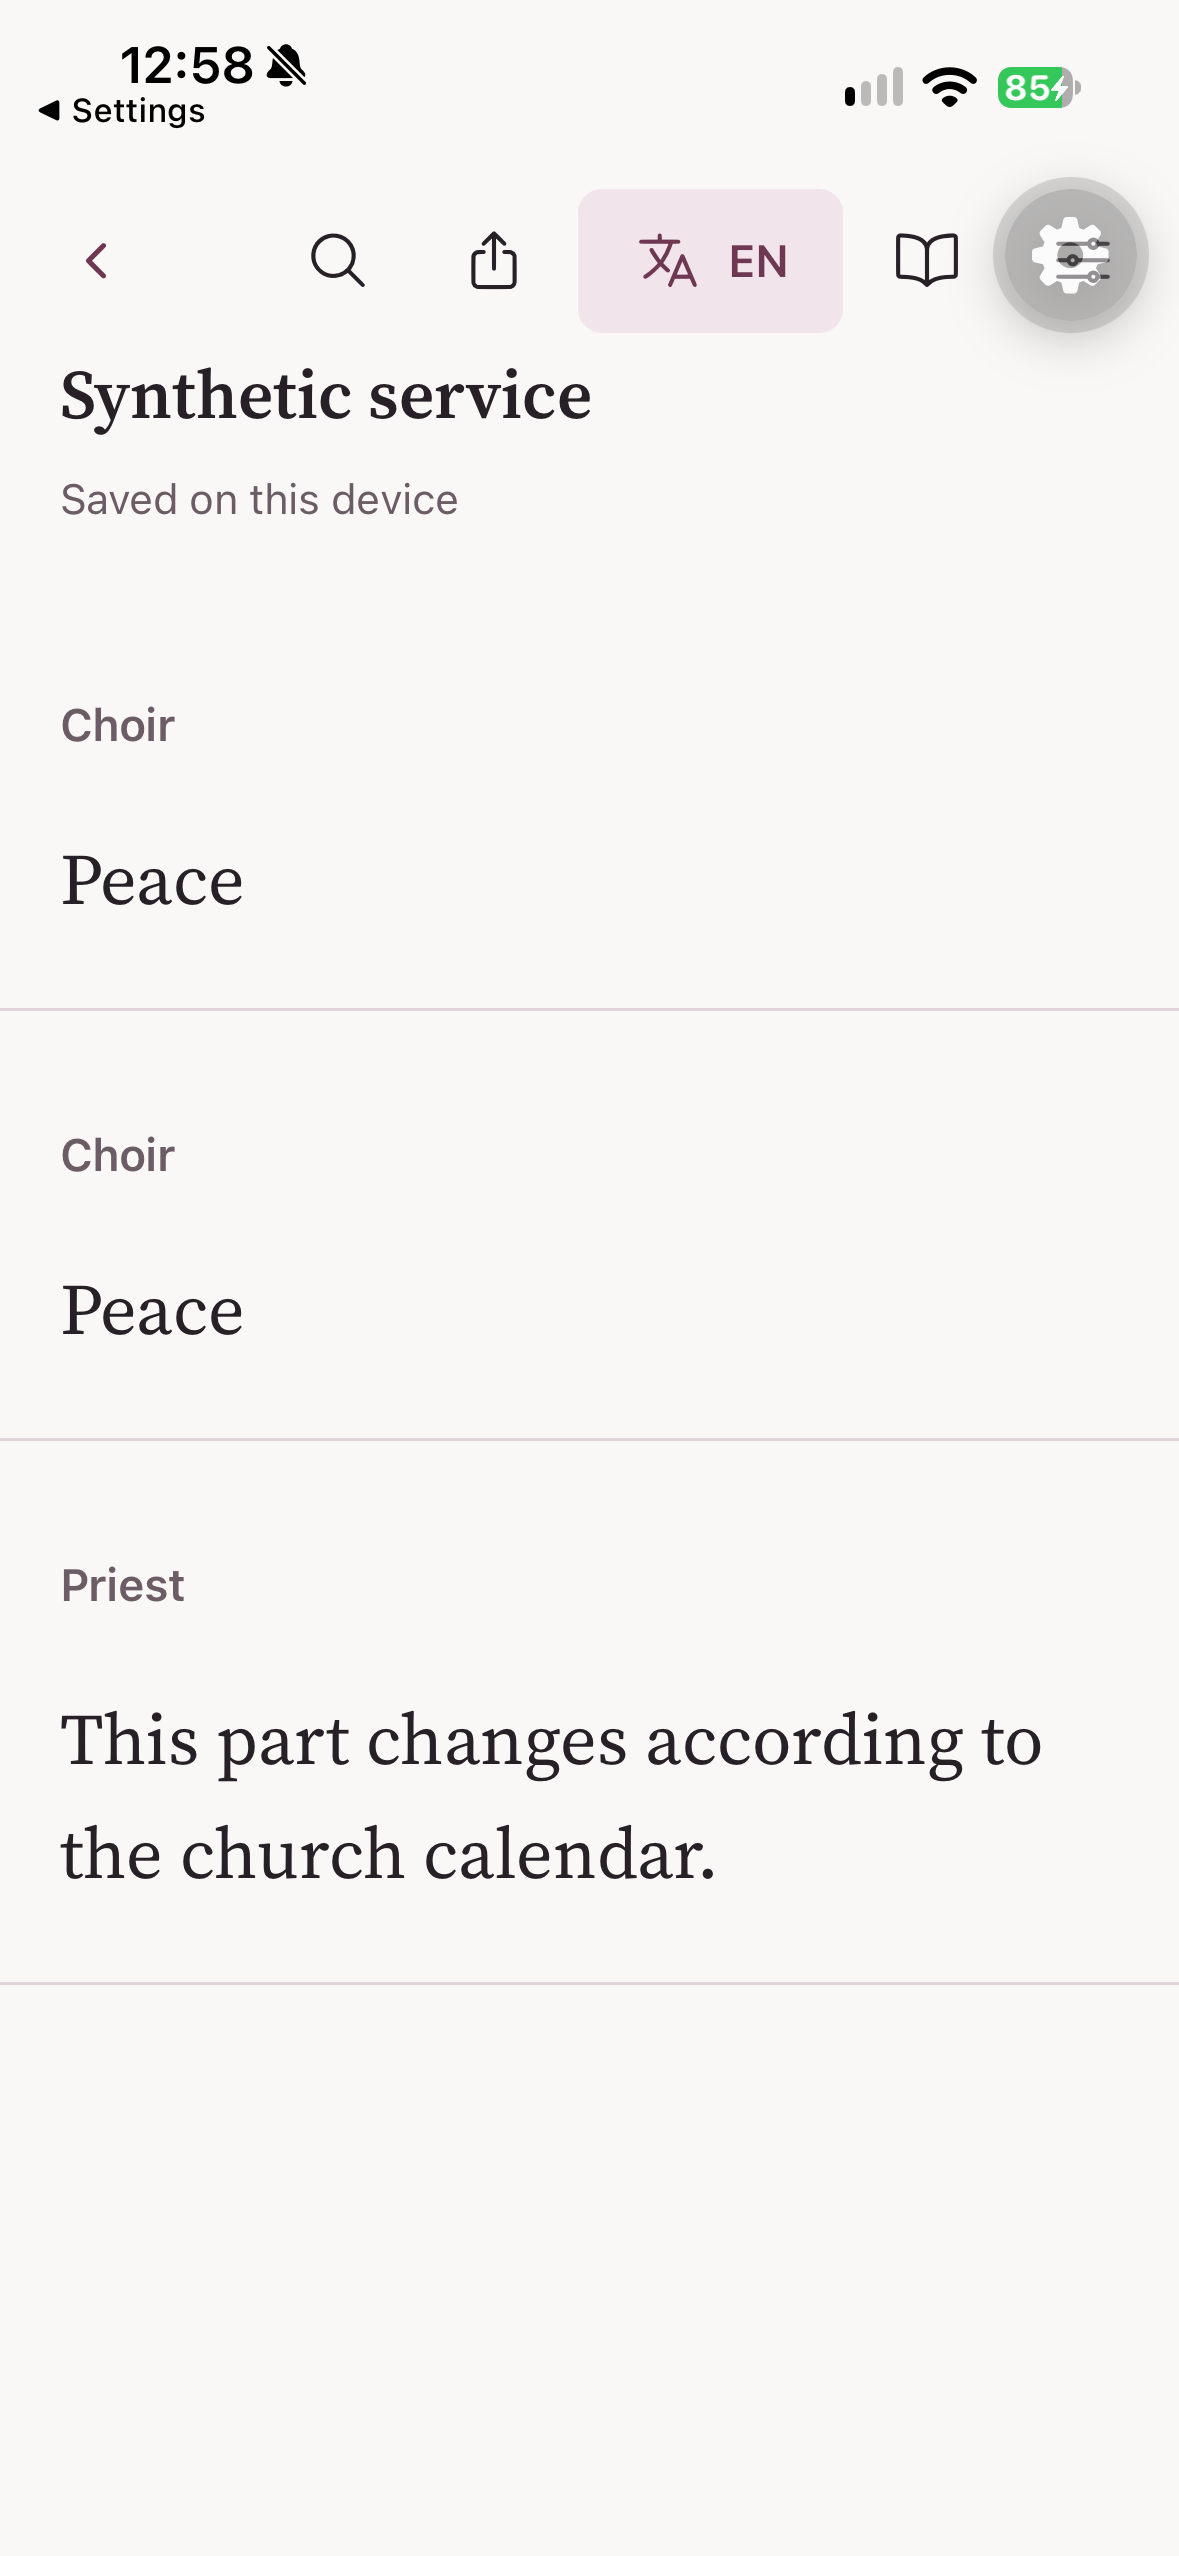 12:58
Settings
85
EN
Synthetic service
Saved on this device
Choir
Peace
Choir
Peace
Priest
This part changes according to
the church calendar.